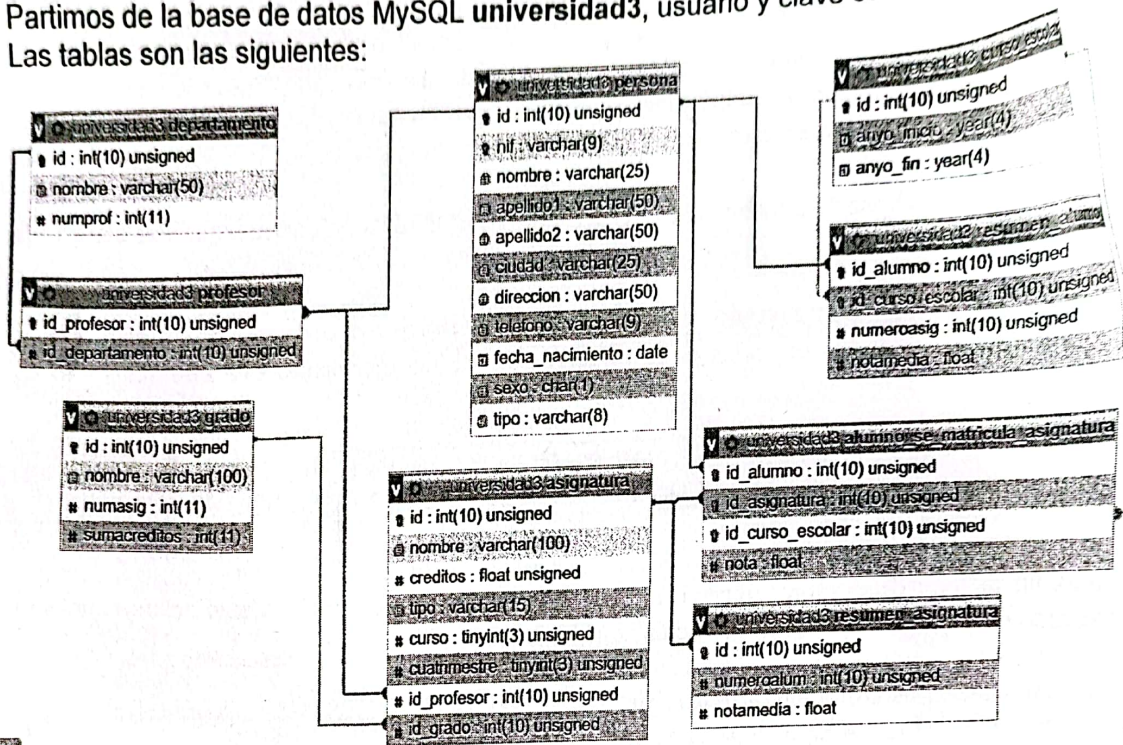 Partimos de la base de datos MySQL universidad3, usuario y clave
Las tablas son las siguientes:
universidad3 departamento
id : int(10) unsigned
nombre : varchar(50)
numprof : int(11)
universidad3 profesor
id_profesor : int(10) unsigned
id_departamento : int(10) unsigned
universidad3 grado
id : int(10) unsigned
nombre : varchar(100)
numasig : int(11)
sumacreditos : int(11)
universidad3 persona
id : int(10) unsigned
nif : varchar(9)
nombre : varchar(25)
apellido1 : varchar(50)
apellido2 : varchar(50)
ciudad : varchar(25)
direccion : varchar(50)
telefono : varchar(9)
fecha_nacimiento : date
sexo : char(1)
tipo : varchar(8)
universidad3 asignatura
id : int(10) unsigned
nombre : varchar(100)
creditos : float unsigned
tipo : varchar(15)
curso : tinyint(3) unsigned
cuatrimestre : tinyint(3) unsigned
id_profesor : int(10) unsigned
id_grado : int(10) unsigned
universidad3 curso_escolar
id : int(10) unsigned
anyo_inicio : year(4)
anyo_fin : year(4)
universidad3
id_alumno : int(10) unsigned
id_curso_escolar : int(10) unsigned
numeroasig : int(10) unsigned
notamedia : float
universidad3 alumno_se_matricula_asignatura
id_alumno : int(10) unsigned
id_asignatura : int(10) unsigned
id_curso_escolar : int(10) unsigned
nota : float
universidad3 resumen_asignatura
id : int(10) unsigned
numeroalum : int(10) unsigned
notamedia : float